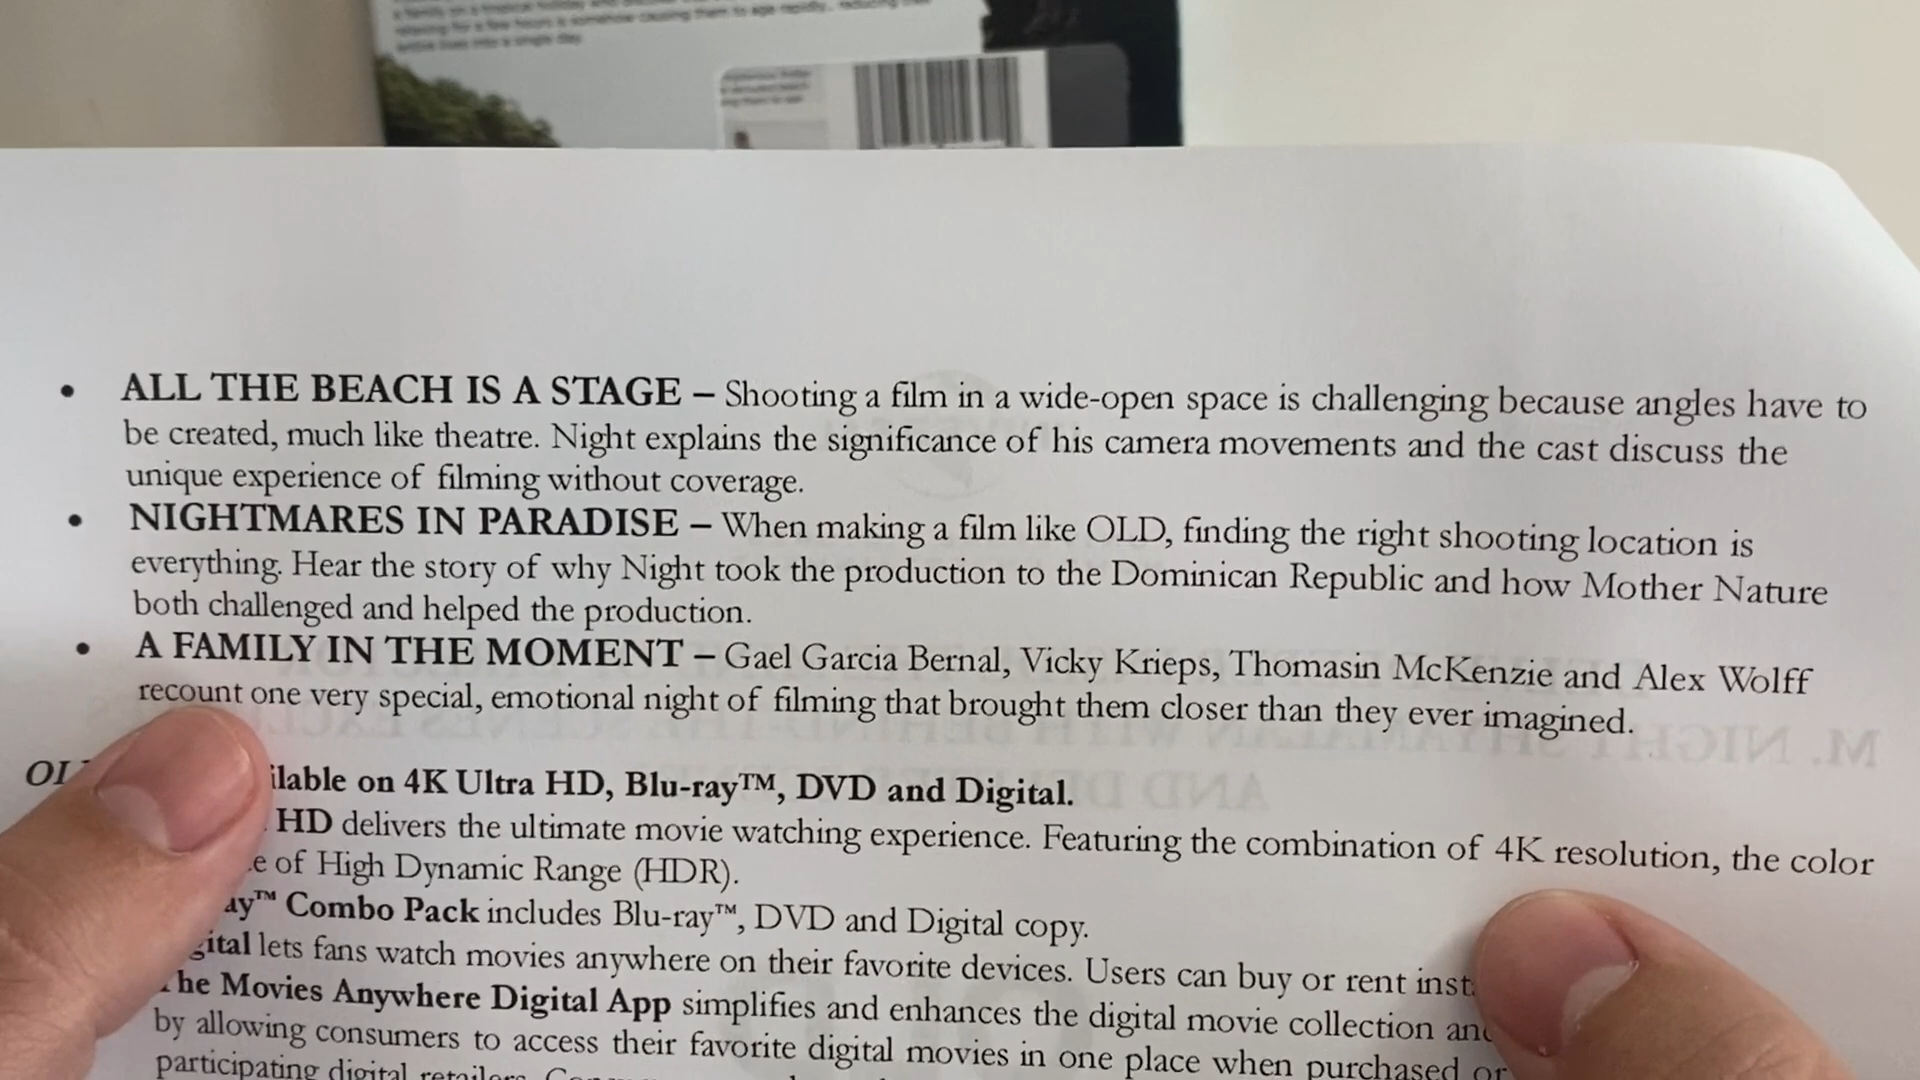 entire lives into a single day.
• ALL THE BEACH IS A STAGE – Shooting a film in a wide-open space is challenging because angles have to
be created, much like theatre. Night explains the significance of his camera movements and the cast discuss the
unique experience of filming without coverage.
• NIGHTMARES IN PARADISE – When making a film like OLD, finding the right shooting location is
everything. Hear the story of why Night took the production to the Dominican Republic and how Mother Nature
both challenged and helped the production.
• A FAMILY IN THE MOMENT – Gael Garcia Bernal, Vicky Krieps, Thomasin McKenzie and Alex Wolff
recount one very special, emotional night of filming that brought them closer than they ever imagined.
ilable on 4K Ultra HD, Blu-ray™, DVD and Digital.
HD delivers the ultimate movie watching experience. Featuring the combination of 4K resolution, the color
e of High Dynamic Range (HDR).
ay™ Combo Pack includes Blu-ray™, DVD and Digital copy.
gital lets fans watch movies anywhere on their favorite devices. Users can buy or rent inst
The Movies Anywhere Digital App simplifies and enhances the digital movie collection and
by allowing consumers to access their favorite digital movies in one place when purchased or
participating digital retailers.